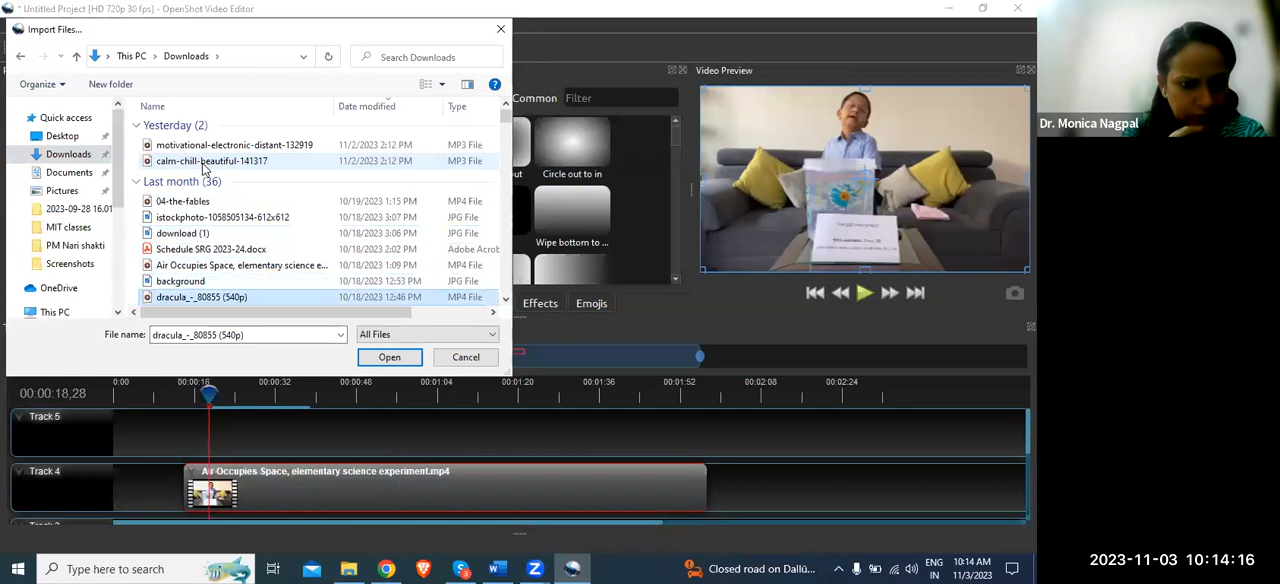 * Untitled Project [HD 720p 30 fps] - OpenShot Video Editor
Import Files...
This PC > Downloads >
Search Downloads
Organize
New folder
Name
Date modified
Type
Quick access
Desktop
Downloads
Documents
Pictures
2023-09-28 16.01
MIT classes
PM Nari shakti
Screenshots
OneDrive
This PC
Yesterday (2)
motivational-electronic-distant-132919 11/2/2023 2:12 PM MP3 File
calm-chill-beautiful-141317 11/2/2023 2:12 PM MP3 File
Last month (36)
04-the-fables 10/19/2023 1:15 PM MP4 File
istockphoto-1058505134-612x612 10/18/2023 3:07 PM JPG File
download (1) 10/18/2023 3:06 PM JPG File
Schedule SRG 2023-24.docx 10/18/2023 2:02 PM Adobe Acrob
Air Occupies Space, elementary science e... 10/18/2023 1:09 PM MP4 File
background 10/18/2023 12:53 PM JPG File
dracula_-_80855 (540p) 10/18/2023 12:46 PM MP4 File
File name: dracula_-_80855 (540p)
All Files
Open
Cancel
Common
Filter
out
Circle out to in
Wipe bottom to ...
Effects
Emojis
Video Preview
Dr. Monica Nagpal
00:00:18,28
0:00 00:00:16 00:00:32 00:00:48 00:01:04 00:01:20 00:01:36 00:01:52 00:02:08 00:02:24
Track 5
Track 4
Air Occupies Space, elementary science experiment.mp4
Type here to search
Closed road on Dallū...
ENG
IN
10:14 AM
11/3/2023
2023-11-03 10:14:16